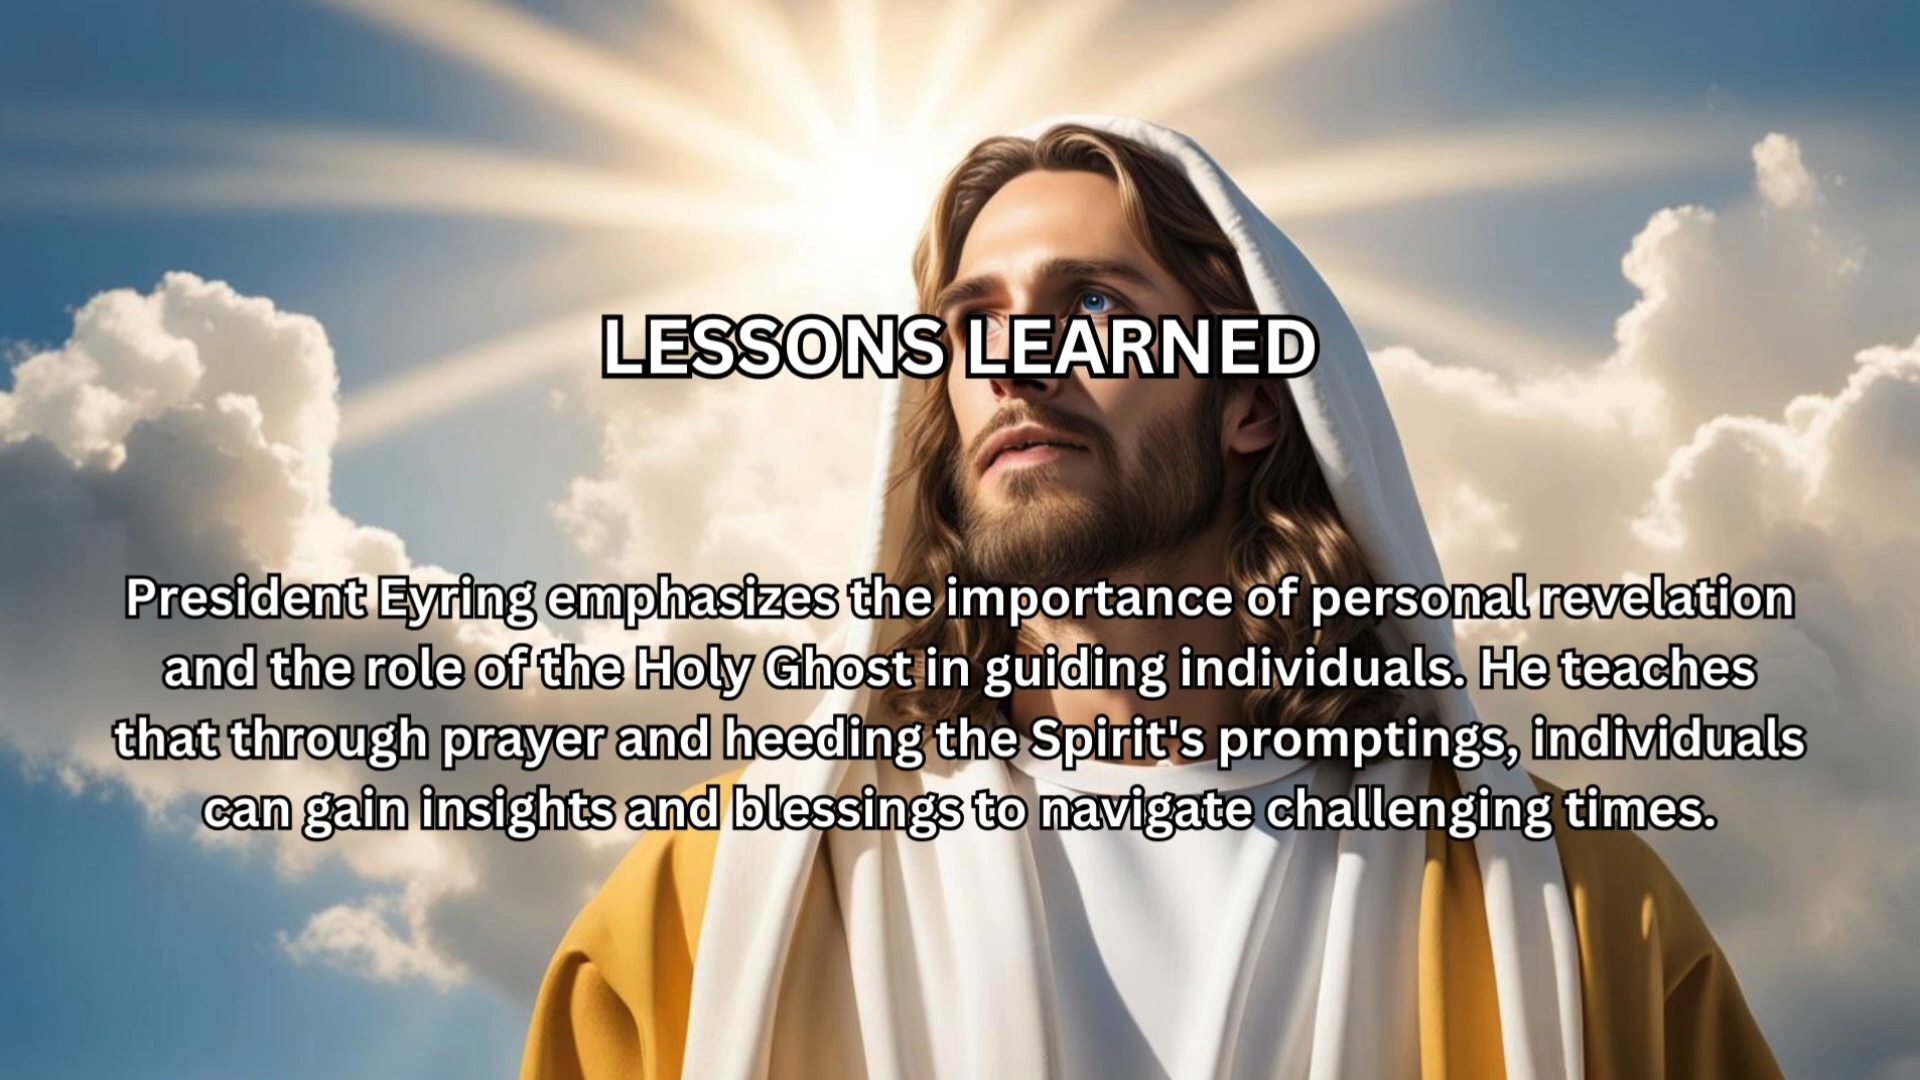 LESSONS LEARNED
President Eyring emphasizes the importance of personal revelation
and the role of the Holy Ghost in guiding individuals. He teaches
that through prayer and heeding the Spirit's promptings, individuals
can gain insights and blessings to navigate challenging times.